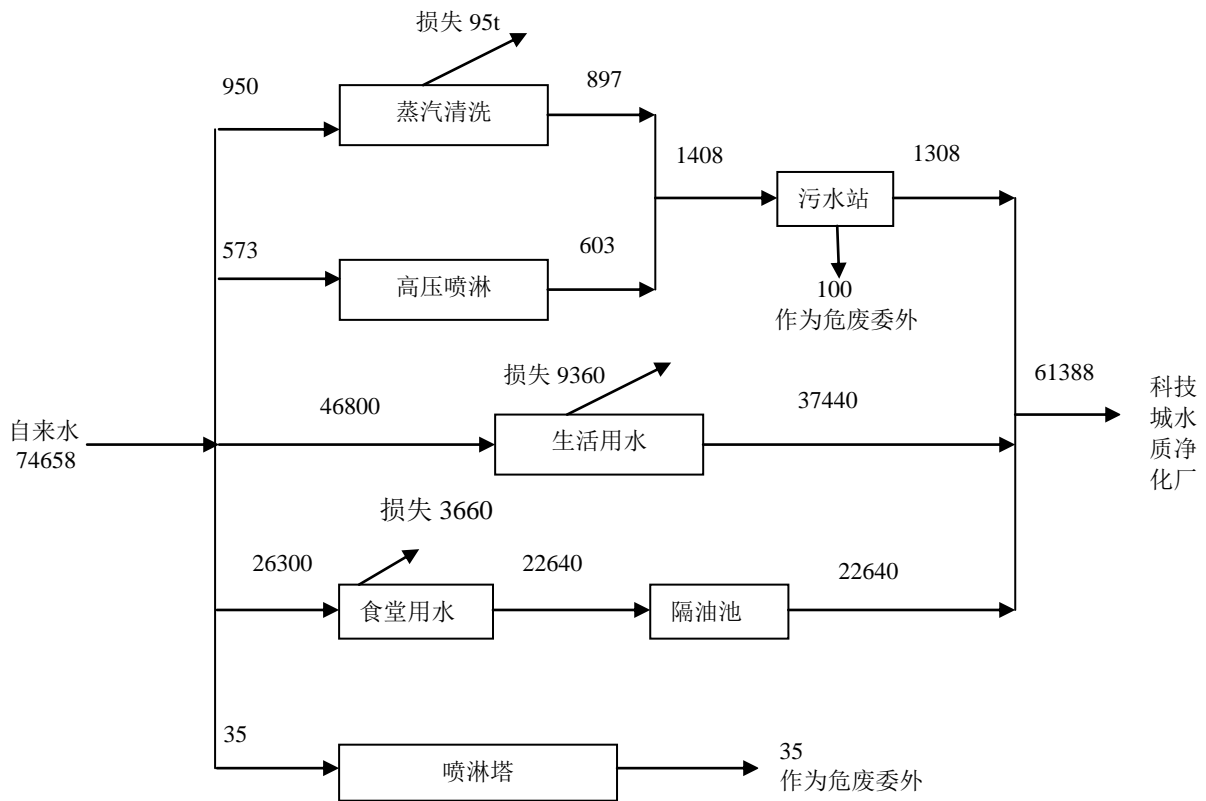 损失 95t
950
蒸汽清洗
897
1408
1308
污水站
573
高压喷淋
603
100
作为危废委外
损失 9360
46800
生活用水
37440
61388
科技
城水
质净
化厂
自来水
74658
损失 3660
26300
食堂用水
22640
隔油池
22640
35
喷淋塔
35
作为危废委外